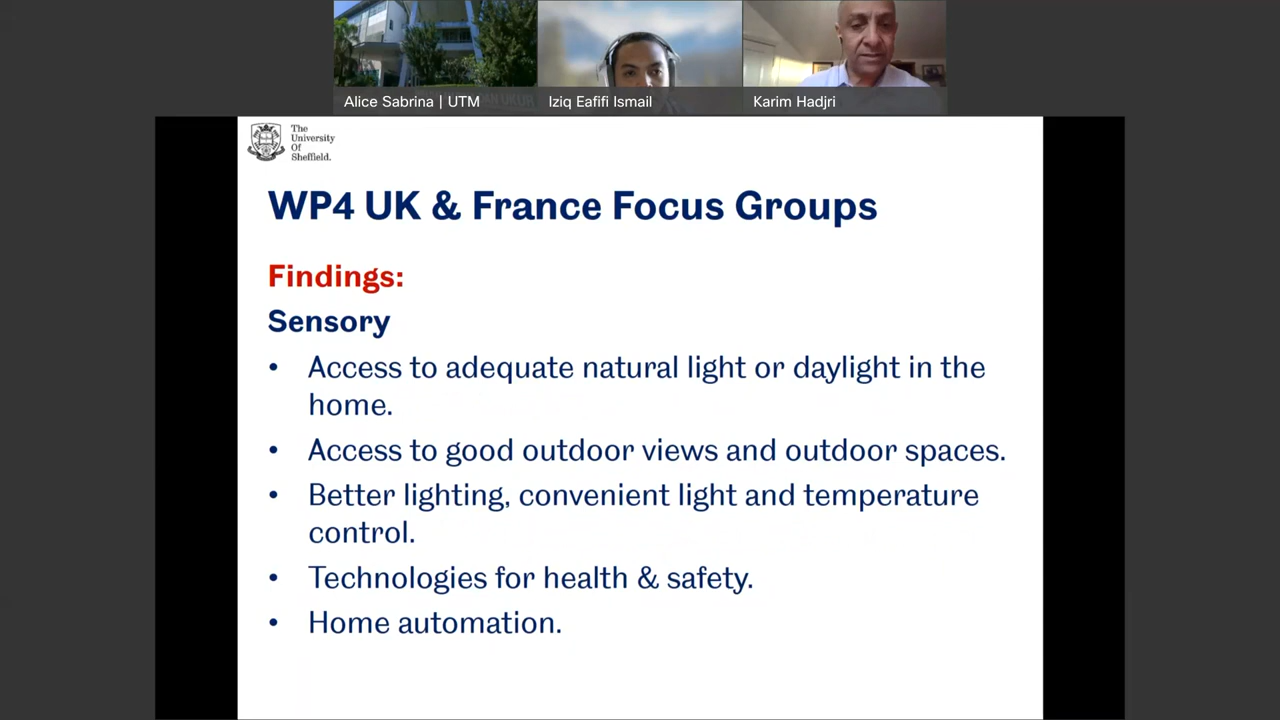 Alice Sabrina | UTM
Iziq Eafifi Ismail
Karim Hadjri
The
University
Of
Sheffield.
WP4 UK & France Focus Groups
Findings:
Sensory
• Access to adequate natural light or daylight in the
home.
• Access to good outdoor views and outdoor spaces.
• Better lighting, convenient light and temperature
control.
• Technologies for health & safety.
• Home automation.